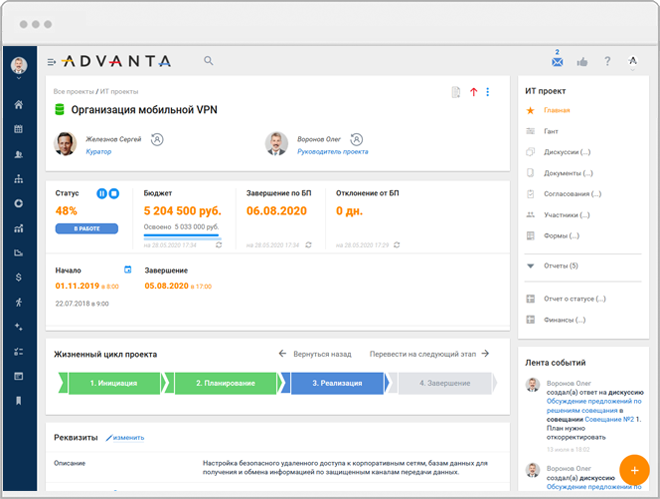 ADVANTA
2
?
Все проекты / ИТ проекты
Организация мобильной VPN
Железнов Сергей
Куратор
Воронов Олег
Руководитель проекта
Статус
48%
В РАБОТЕ
Бюджет
5 204 500 руб.
Освоено 5 033 000 руб.
на 28.05.2020 17:34
Завершение по БП
06.08.2020
на 28.05.2020 17:34
Отклонение от БП
0 дн.
на 28.05.2020 17:29
Начало
01.11.2019 в 9:00
22.07.2018 в 9:00
Завершение
05.08.2020 в 17:00
Жизненный цикл проекта
Вернуться назад
Перевести на следующий этап
1. Инициация
2. Планирование
3. Реализация
4. Завершение
Реквизиты
изменить
Описание
Настройка безопасного удаленного доступа к корпоративным сетям, базам данных для
получения и обмена информацией по защищенным каналам передачи данных.
ИТ проект
Главная
Гант
Дискуссии (...)
Документы (...)
Согласования (...)
Участники (...)
Формы (...)
Отчеты (5)
Отчет о статусе (...)
Финансы (...)
Лента событий
Воронов Олег
создал(а) ответ на дискуссию
Обсуждение предложений по
решениям совещания в
совещании Совещание №2 1.
План нужно
откорректировать
13 июля в 18:02
Воронов Олег
создал(а) дискуссию
Обсуждение предложений по